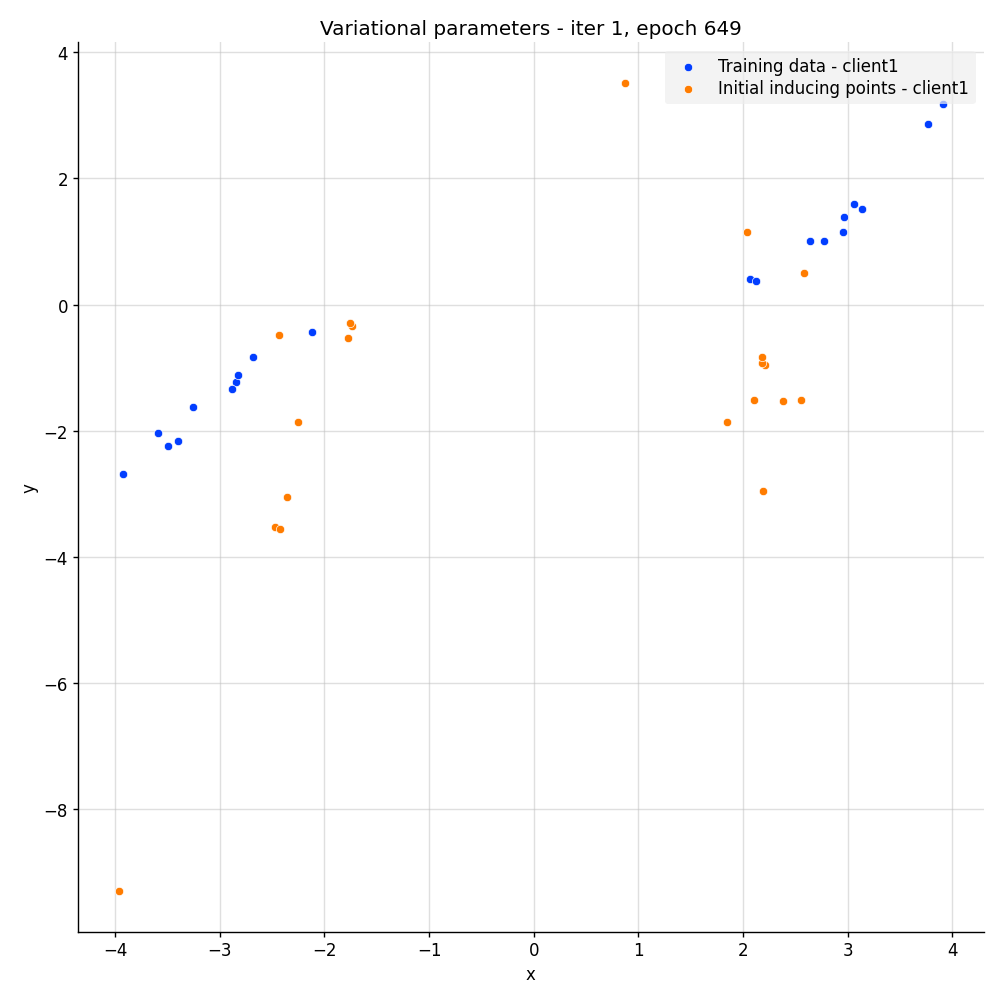 Variational parameters - iter 1, epoch 649
Training data - client1
Initial inducing points - client1
4
2
0
−2
−4
−6
−8
y
−4 −3 −2 −1 0 1 2 3 4
x